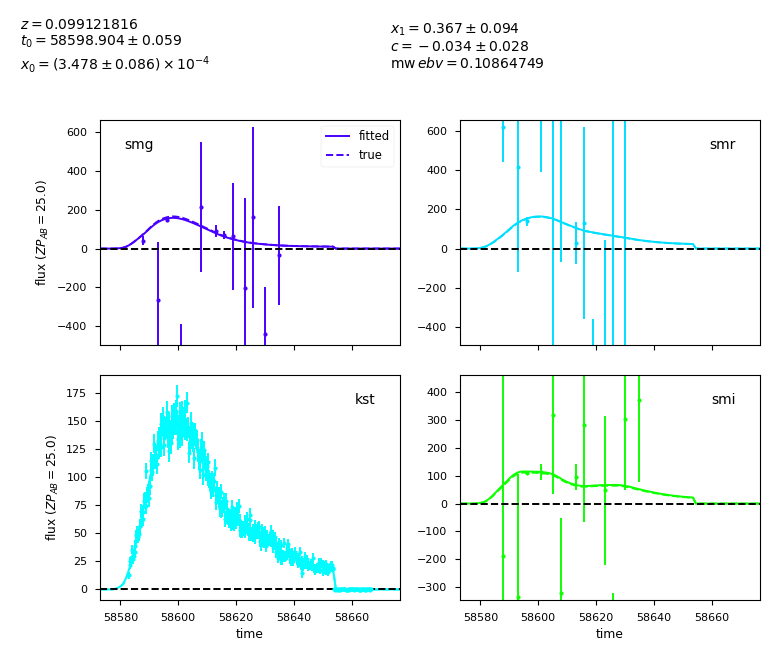 z = 0.099121816
t₀ = 58598.904 ± 0.059
x₀ = (3.478 ± 0.086) × 10⁻⁴
x₁ = 0.367 ± 0.094
c = −0.034 ± 0.028
mw ebv = 0.10864749
smg
fitted
true
600
400
200
0
−200
−400
flux (ZP_AB = 25.0)
smr
600
400
200
0
−200
−400
kst
175
150
125
100
75
50
25
0
flux (ZP_AB = 25.0)
58580 58600 58620 58640 58660
time
smi
400
300
200
100
0
−100
−200
−300
58580 58600 58620 58640 58660
time